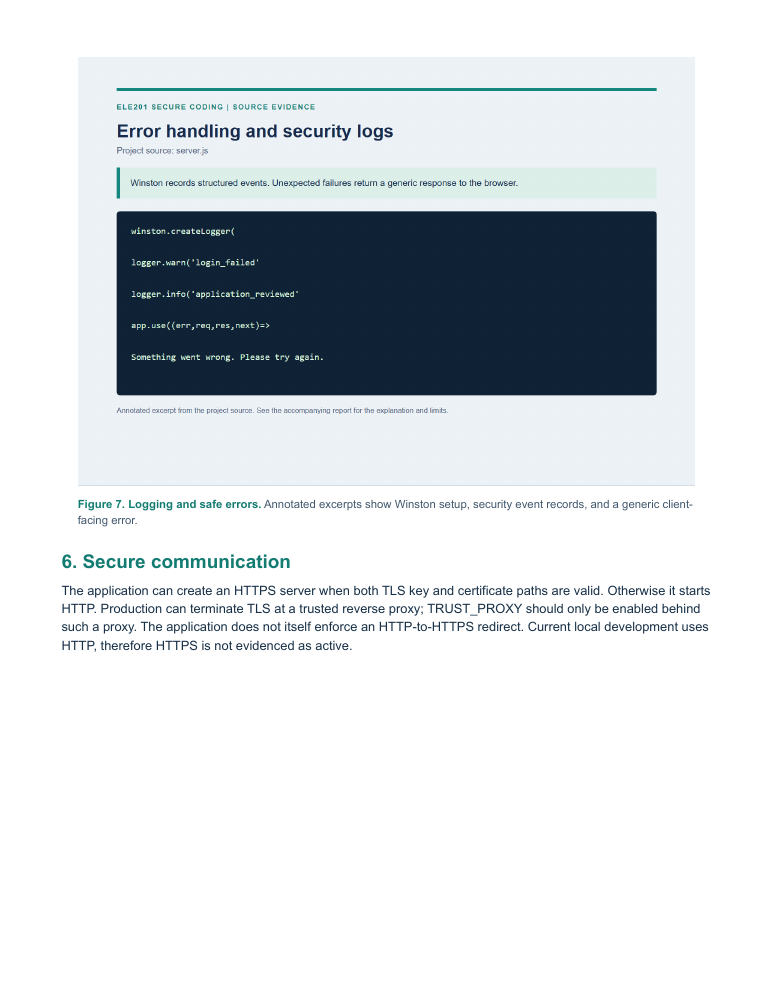 ELE201 SECURE CODING | SOURCE EVIDENCE
Error handling and security logs
Project source: server.js
Winston records structured events. Unexpected failures return a generic response to the browser.
winston.createLogger(
logger.warn('login_failed'
logger.info('application_reviewed'
app.use((err,req,res,next)=>
Something went wrong. Please try again.
Annotated excerpt from the project source. See the accompanying report for the explanation and limits.
Figure 7. Logging and safe errors. Annotated excerpts show Winston setup, security event records, and a generic client-
facing error.
6. Secure communication
The application can create an HTTPS server when both TLS key and certificate paths are valid. Otherwise it starts
HTTP. Production can terminate TLS at a trusted reverse proxy; TRUST_PROXY should only be enabled behind
such a proxy. The application does not itself enforce an HTTP-to-HTTPS redirect. Current local development uses
HTTP, therefore HTTPS is not evidenced as active.